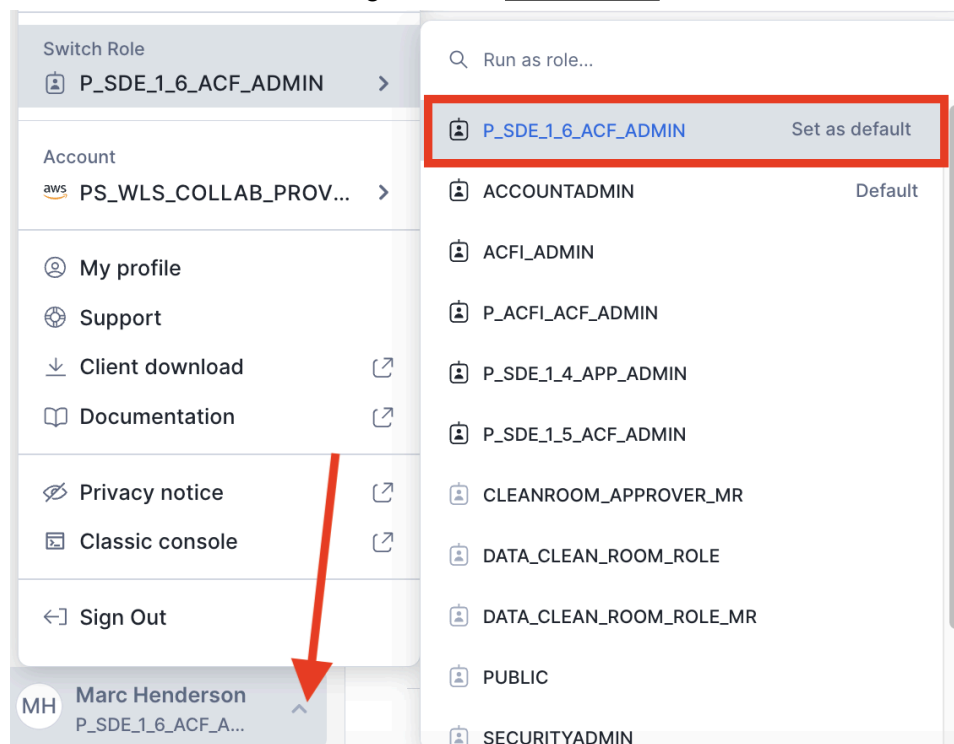 Switch Role
P_SDE_1_6_ACF_ADMIN
Account
aws PS_WLS_COLLAB_PROV...
My profile
Support
Client download
Documentation
Privacy notice
Classic console
Sign Out
MH
Marc Henderson
P_SDE_1_6_ACF_A...
Run as role...
P_SDE_1_6_ACF_ADMIN Set as default
ACCOUNTADMIN Default
ACFI_ADMIN
P_ACFI_ACF_ADMIN
P_SDE_1_4_APP_ADMIN
P_SDE_1_5_ACF_ADMIN
CLEANROOM_APPROVER_MR
DATA_CLEAN_ROOM_ROLE
DATA_CLEAN_ROOM_ROLE_MR
PUBLIC
SECURITYADMIN